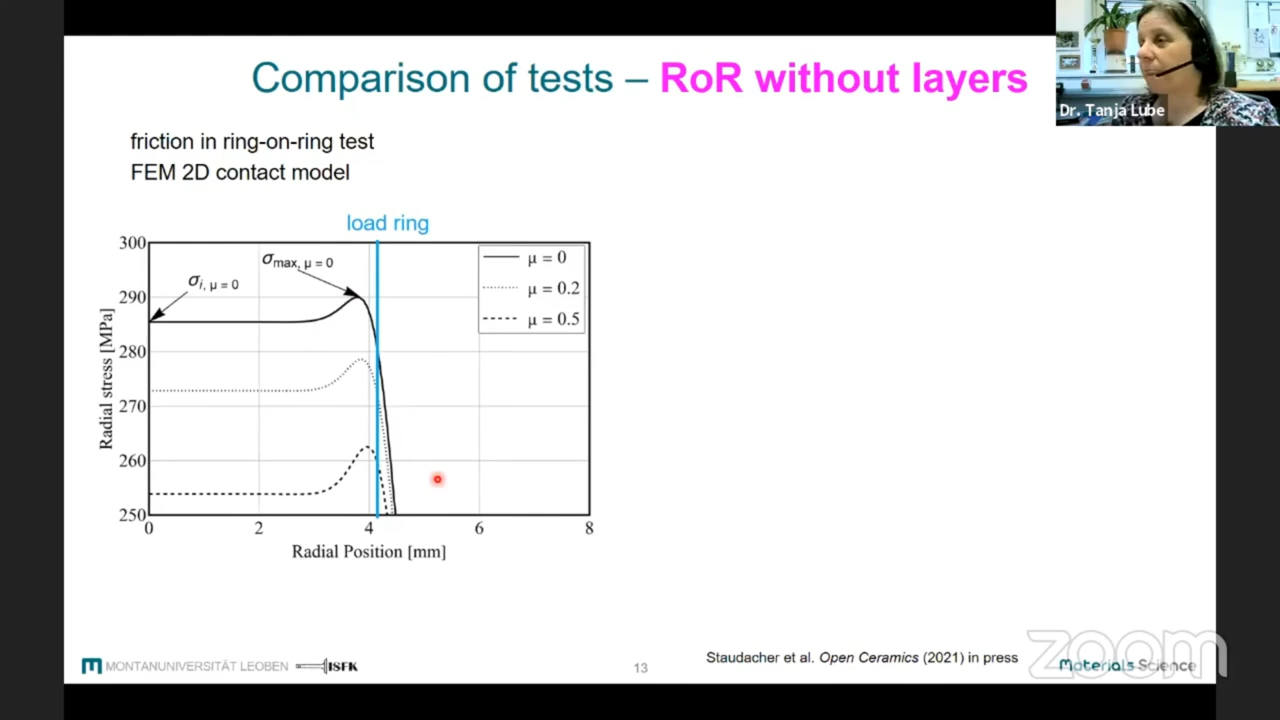 Comparison of tests – RoR without layers
Dr. Tanja Lube
friction in ring-on-ring test
FEM 2D contact model
load ring
300
290
280
270
260
250
Radial stress [MPa]
σi, μ = 0
σmax, μ = 0
μ = 0
μ = 0.2
μ = 0.5
0 2 4 6 8
Radial Position [mm]
MONTANUNIVERSITÄT LEOBEN ISFK
13
Staudacher et al. Open Ceramics (2021) in press
Materials Science
zoom